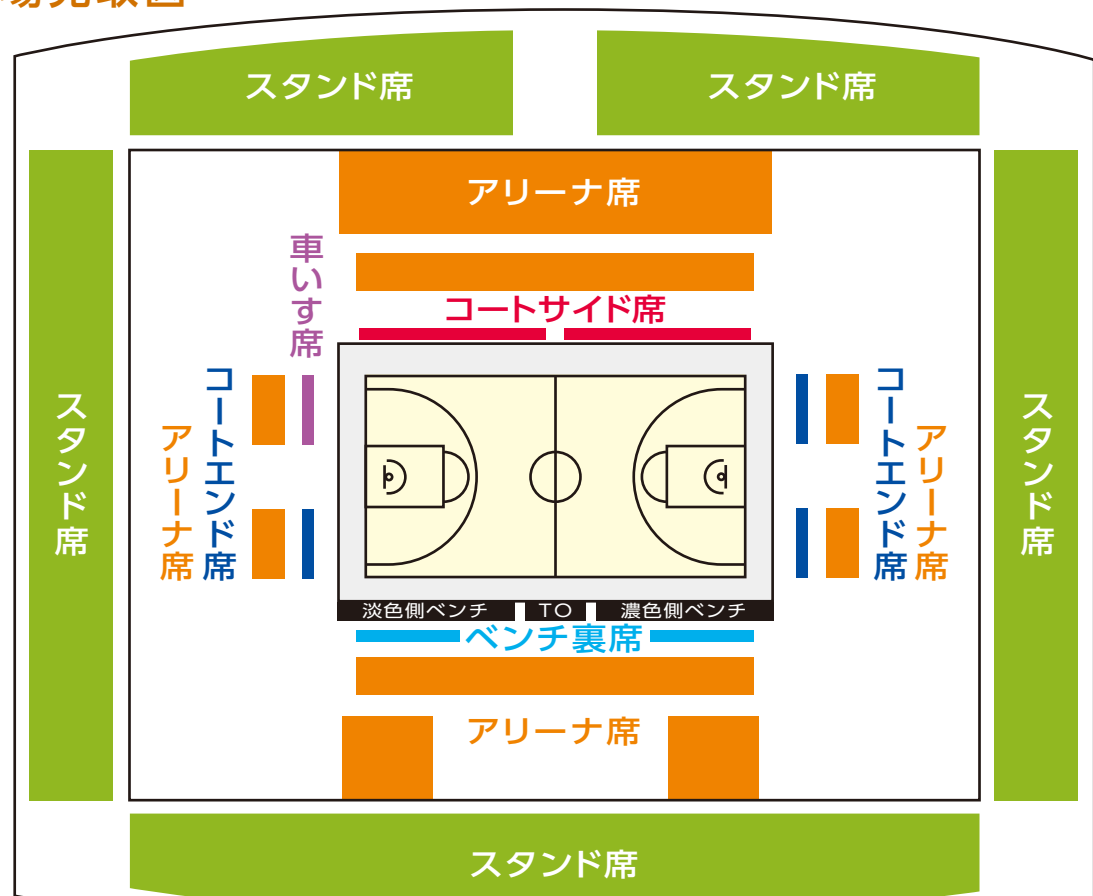 スタンド席
スタンド席
アリーナ席
車いす席
コートサイド席
スタンド席
アリーナ席
コートエンド席
コートエンド席
アリーナ席
スタンド席
淡色側ベンチ
TO
濃色側ベンチ
ベンチ裏席
アリーナ席
スタンド席